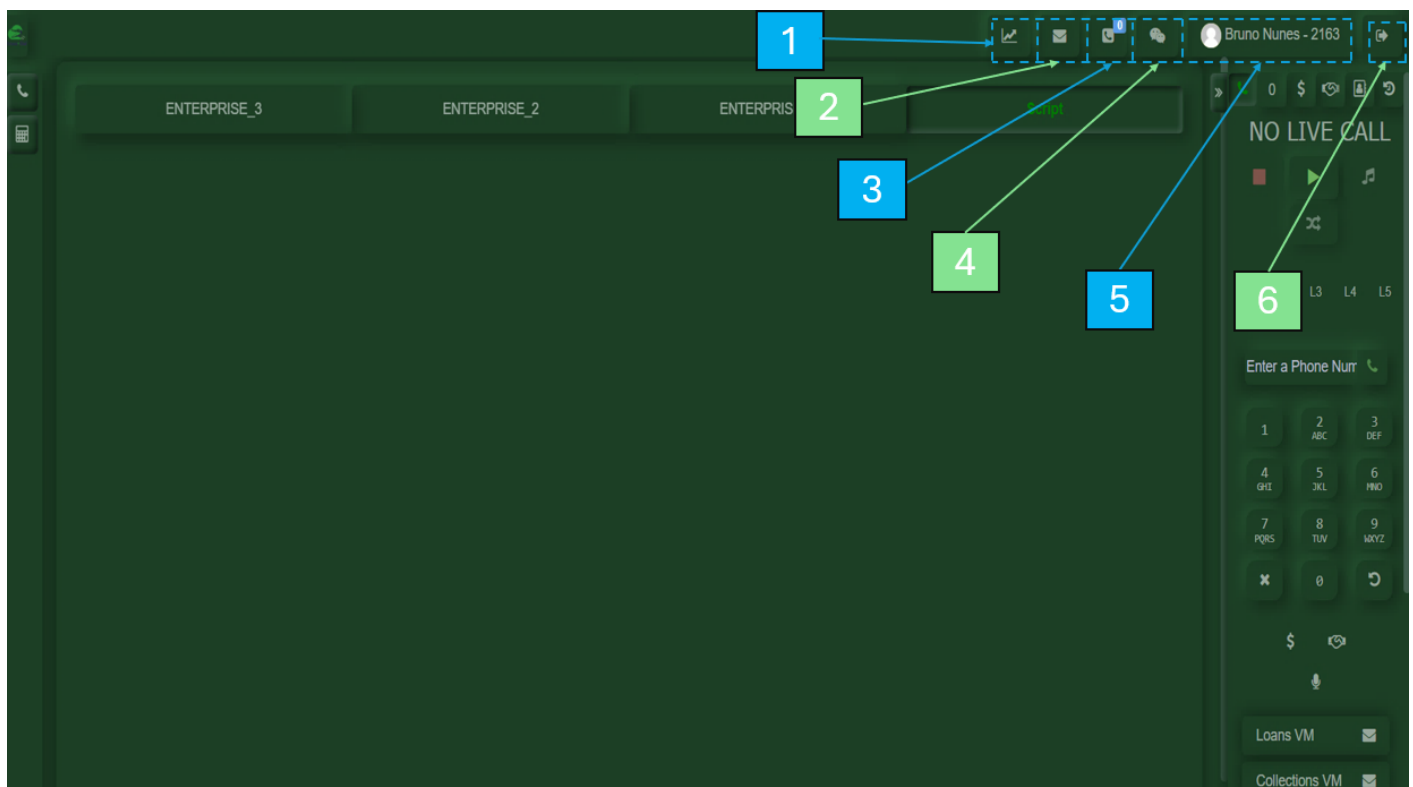 1
0
Bruno Nunes - 2163
2
ENTERPRISE_3
ENTERPRISE_2
ENTERPRIS
Script
0 $
NO LIVE CALL
3
4
5
6
L3 L4 L5
Enter a Phone Num
1
2
ABC
3
DEF
4
GHI
5
JKL
6
MNO
7
PQRS
8
TUV
9
WXYZ
0
$
Loans VM
Collections VM